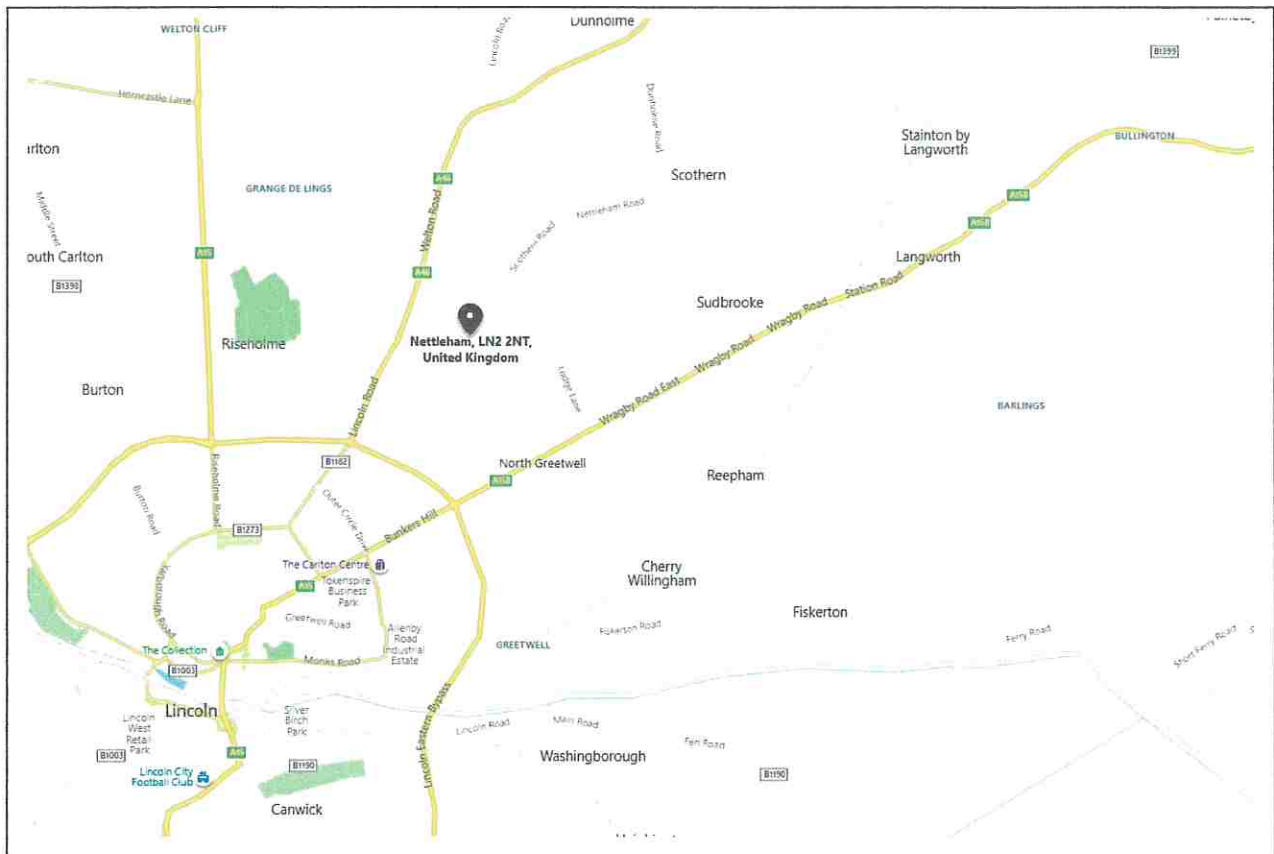 Dunholme
WELTON CLIFF
B1399
Lincoln Road
Horncastle Lane
Dunholme Road
Stainton by
Langworth
BULLINGTON
Scothern
A46
GRANGE DE LINGS
A158
Middle Street
Nettleham Road
Welton Road
A158
Scothern Road
A15
outh Carlton
Langworth
A46
B1390
Station Road
Sudbrooke
Wragby Road
Nettleham, LN2 2NT,
United Kingdom
Riseholme
Wragby Road
Lodge Lane
Burton
Lincoln Road
Wragby Road East
BARLINGS
B1182
North Greetwell
Riseholme Road
Reepham
A158
Burton Road
Outer Circle Drive
B1273
Bunkers Hill
The Carlton Centre
Cherry
Willingham
Tokenspire
Business
Park
A15
Yarborough Road
Fiskerton
Greetwell Road
Allenby
Road
Industrial
Estate
Fiskerton Road
Ferry Road
Short Ferry Road
GREETWELL
The Collection
Monks Road
B1003
Lincoln
Silver
Birch
Park
Lincoln
West
Retail
Park
Lincoln Eastern Bypass
Lincoln Road
Main Road
Fen Road
A15
Washingborough
B1003
B1190
B1190
Lincoln City
Football Club
Canwick